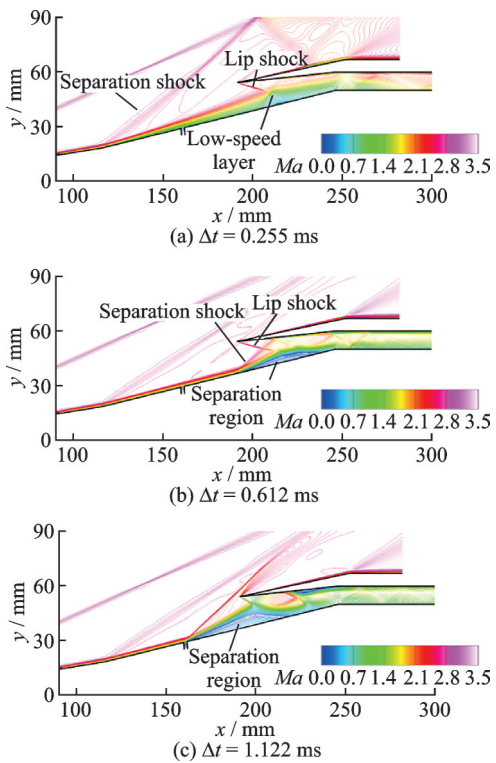 90
Lip shock
Separation shock
60
y / mm
30
"Low-speed
layer
Ma 0.0 0.7 1.4 2.1 2.8 3.5
0
100 150 200 250 300
x / mm
(a) Δt = 0.255 ms
90
Separation shock
Lip shock
60
y / mm
30
"Separation
region
Ma 0.0 0.7 1.4 2.1 2.8 3.5
0
100 150 200 250 300
x / mm
(b) Δt = 0.612 ms
90
60
y / mm
30
"Separation
region
Ma 0.0 0.7 1.4 2.1 2.8 3.5
0
100 150 200 250 300
x / mm
(c) Δt = 1.122 ms